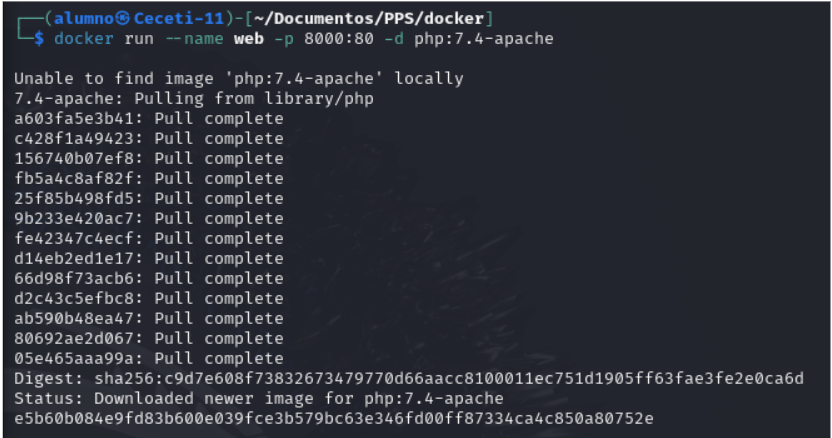 ┌──(alumno㉿Ceceti-11)-[~/Documentos/PPS/docker]
└─$ docker run --name web -p 8000:80 -d php:7.4-apache
Unable to find image 'php:7.4-apache' locally
7.4-apache: Pulling from library/php
a603fa5e3b41: Pull complete
c428f1a49423: Pull complete
156740b07ef8: Pull complete
fb5a4c8af82f: Pull complete
25f85b498fd5: Pull complete
9b233e420ac7: Pull complete
fe42347c4ecf: Pull complete
d14eb2ed1e17: Pull complete
66d98f73acb6: Pull complete
d2c43c5efbc8: Pull complete
ab590b48ea47: Pull complete
80692ae2d067: Pull complete
05e465aaa99a: Pull complete
Digest: sha256:c9d7e608f73832673479770d66aacc8100011ec751d1905ff63fae3fe2e0ca6d
Status: Downloaded newer image for php:7.4-apache
e5b60b084e9fd83b600e039fce3b579bc63e346fd00ff87334ca4c850a80752e